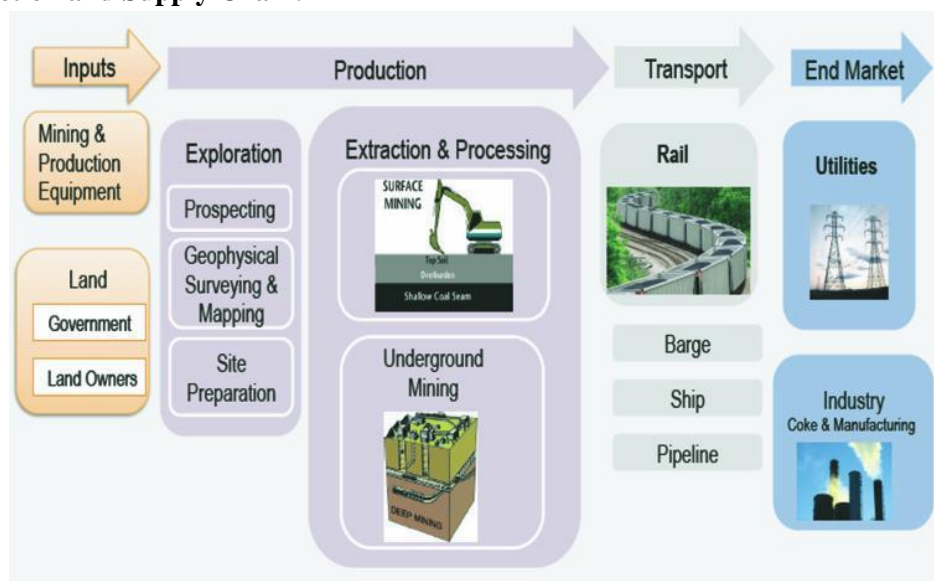 Inputs
Production
Transport
End Market
Mining &
Production
Equipment
Land
Government
Land Owners
Exploration
Prospecting
Geophysical
Surveying &
Mapping
Site
Preparation
Extraction & Processing
SURFACE
MINING
Top Soil
Overburden
Shallow Coal Seam
Underground
Mining
DEEP MINING
Rail
Barge
Ship
Pipeline
Utilities
Industry
Coke & Manufacturing